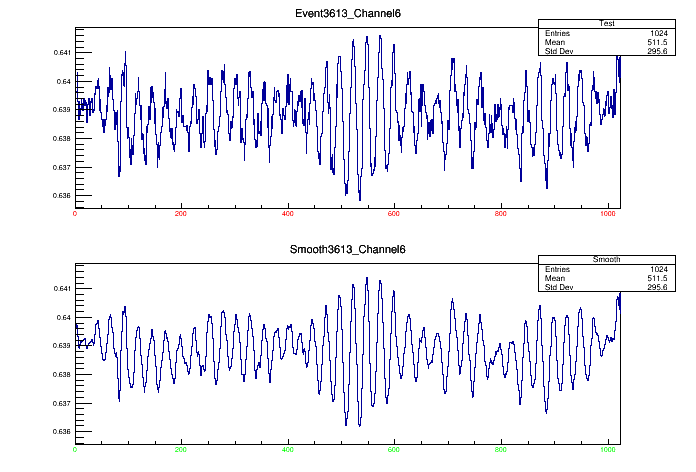 Event3613_Channel6
Test
Entries 1024
Mean 511.5
Std Dev 295.6
0.641
0.64
0.639
0.638
0.637
0.636
0 200 400 600 800 1000
Smooth3613_Channel6
Smooth
Entries 1024
Mean 511.5
Std Dev 295.6
0.641
0.64
0.639
0.638
0.637
0.636
0 200 400 600 800 1000